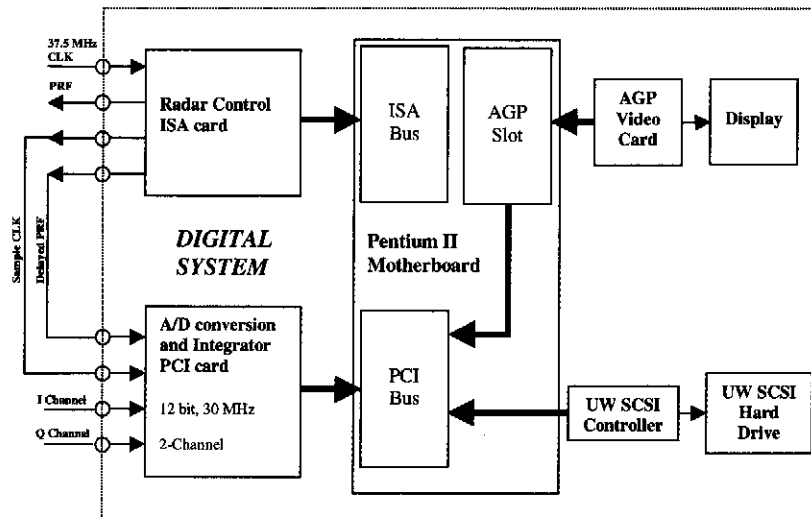 37.5 MHz
CLK
PRF
Sample CLK
Delayed PRF
I Channel
Q Channel
Radar Control
ISA card
DIGITAL
SYSTEM
A/D conversion
and Integrator
PCI card
12 bit, 30 MHz
2-Channel
ISA
Bus
AGP
Slot
Pentium II
Motherboard
PCI
Bus
AGP
Video
Card
Display
UW SCSI
Controller
UW SCSI
Hard
Drive